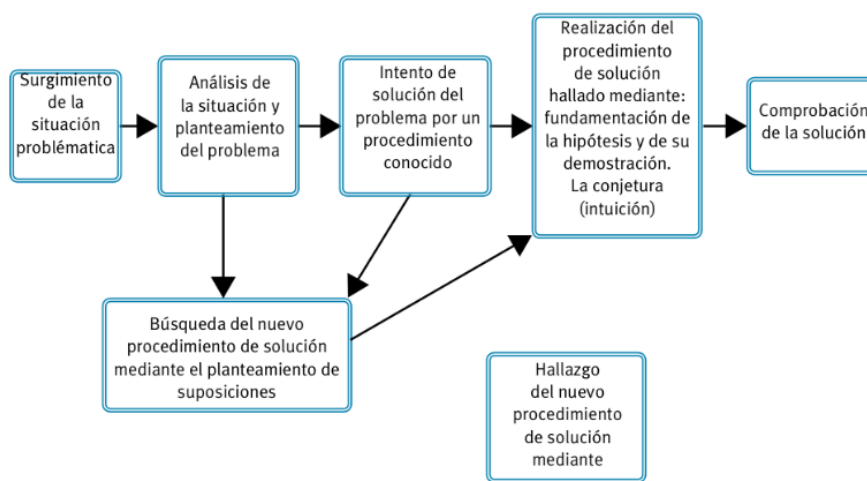 Surgimiento
de la
situación
problématica
Análisis de
la situación y
planteamiento
del problema
Intento de
solución del
problema por un
procedimiento
conocido
Realización del
procedimiento
de solución
hallado mediante:
fundamentación de
la hipótesis y de su
demostración.
La conjetura
(intuición)
Comprobación
de la solución
Búsqueda del nuevo
procedimiento de solución
mediante el planteamiento de
suposiciones
Hallazgo
del nuevo
procedimiento
de solución
mediante